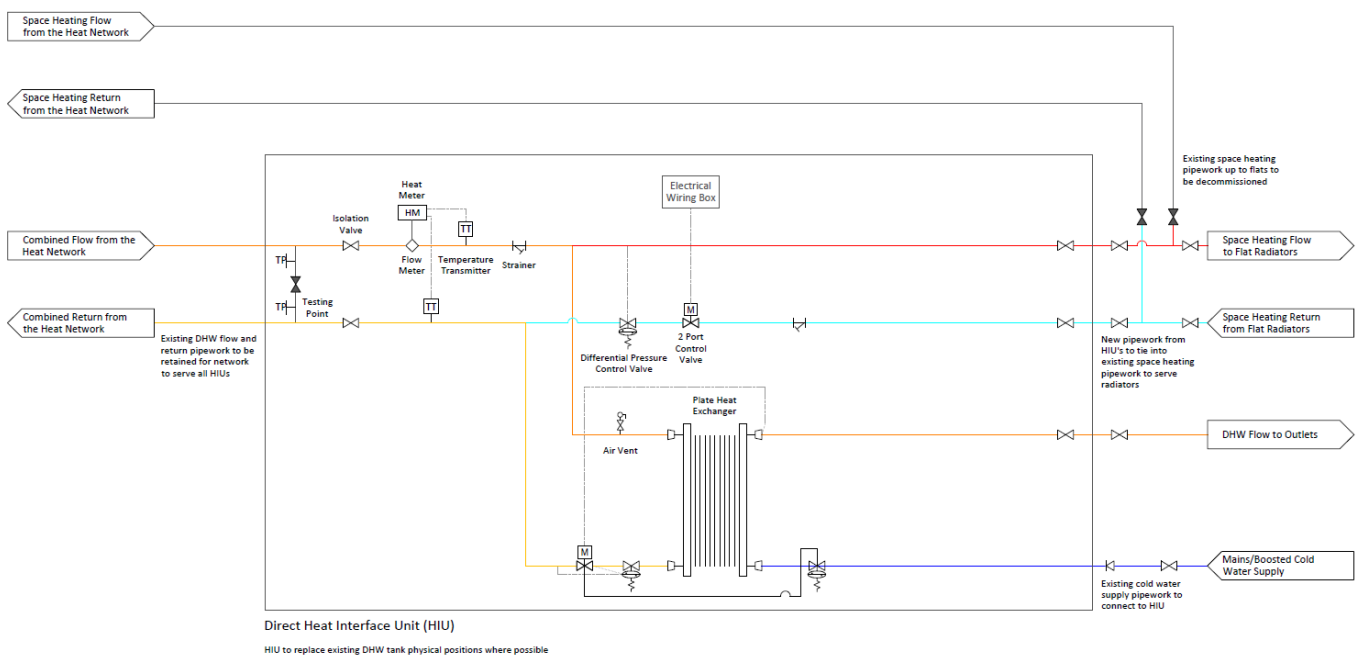 Space Heating Flow
from the Heat Network
Space Heating Return
from the Heat Network
Existing space heating
pipework up to flats to
be decommissioned
Heat
Meter
HM
Electrical
Wiring Box
Isolation
Valve
TT
Combined Flow from the
Heat Network
Space Heating Flow
to Flat Radiators
TP
Flow
Meter
Temperature
Transmitter
Strainer
TP
Testing
Point
TT
M
Combined Return from
the Heat Network
Space Heating Return
from Flat Radiators
Existing DHW flow and
return pipework to be
retained for network
to serve all HIUs
2 Port
Control
Valve
Differential Pressure
Control Valve
New pipework from
HIU's to tie into
existing space heating
pipework to serve
radiators
Plate Heat
Exchanger
Air Vent
DHW Flow to Outlets
M
Mains/Boosted Cold
Water Supply
Existing cold water
supply pipework to
connect to HIU
Direct Heat Interface Unit (HIU)
HIU to replace existing DHW tank physical positions where possible